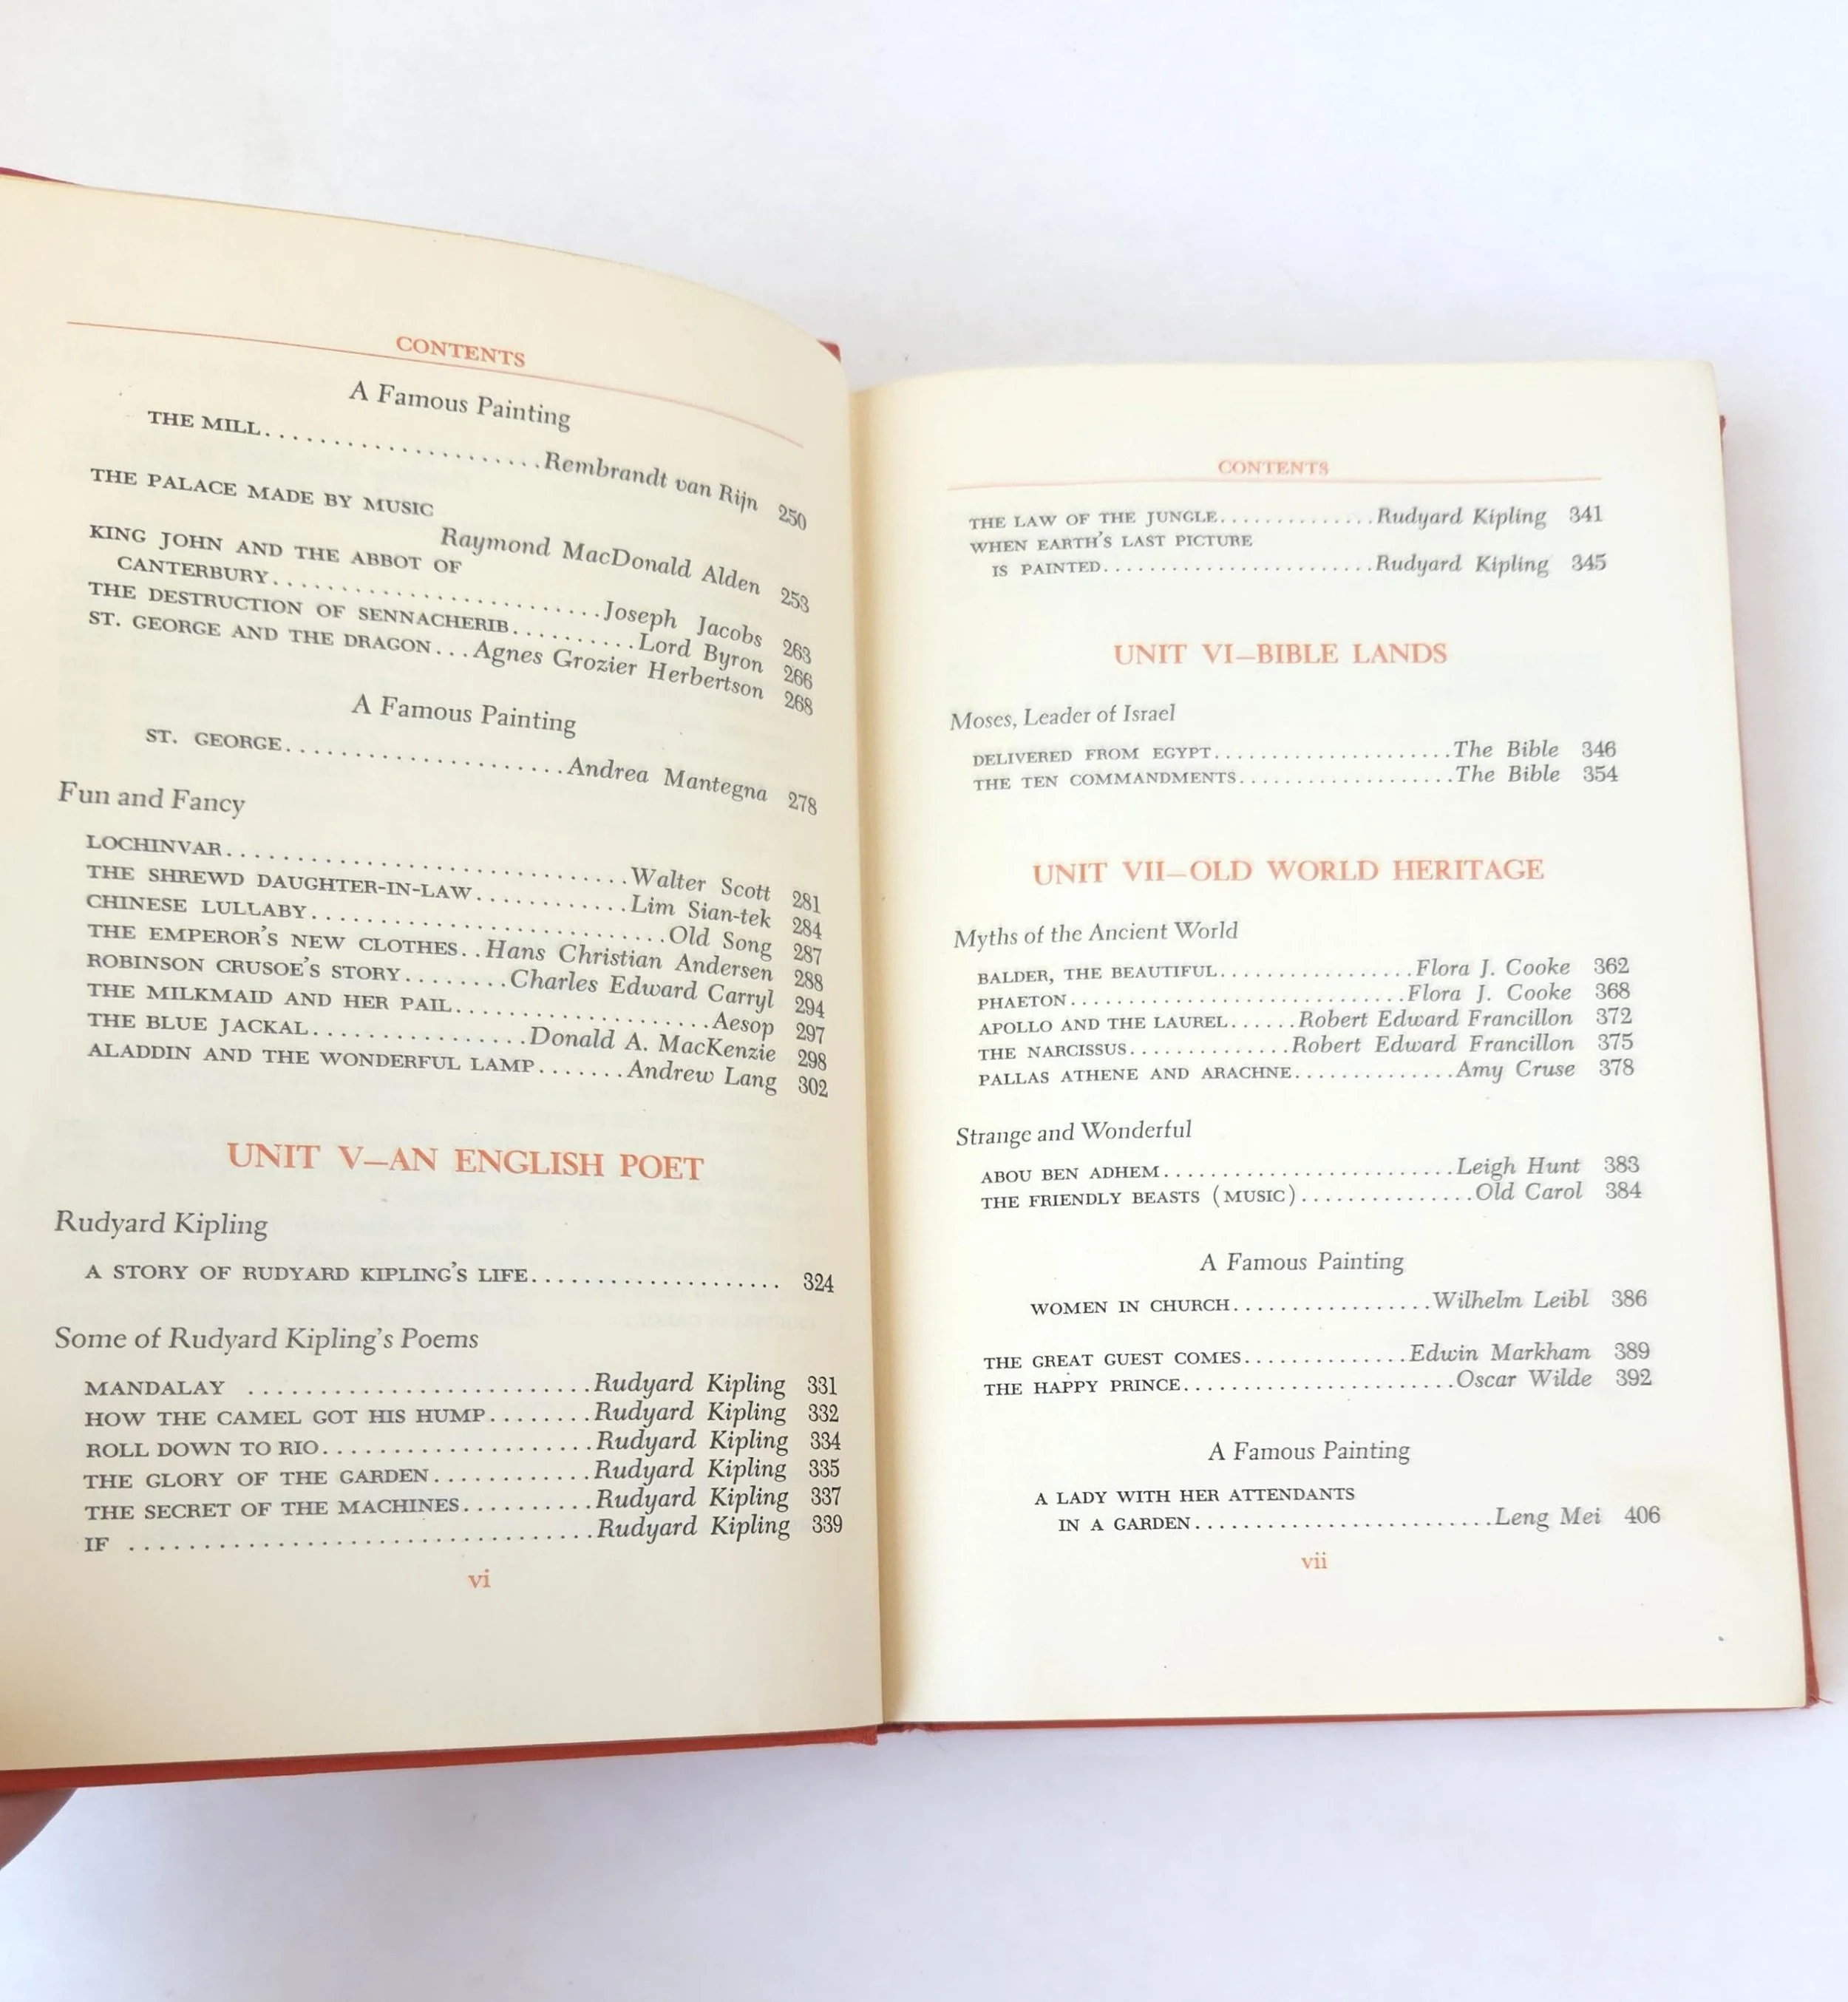 CONTENTS
A Famous Painting
THE MILL.....................Rembrandt van Rijn 250
THE PALACE MADE BY MUSIC
Raymond MacDonald Alden 253
KING JOHN AND THE ABBOT OF
CANTERBURY........................Joseph Jacobs 263
THE DESTRUCTION OF SENNACHERIB..........Lord Byron 266
ST. GEORGE AND THE DRAGON...Agnes Grozier Herbertson 268
A Famous Painting
ST. GEORGE.....................Andrea Mantegna 278
Fun and Fancy
LOCHINVAR.............................Walter Scott 281
THE SHREWD DAUGHTER-IN-LAW............Lim Sian-tek 284
CHINESE LULLABY..........................Old Song 287
THE EMPEROR'S NEW CLOTHES..Hans Christian Andersen 288
ROBINSON CRUSOE'S STORY........Charles Edward Carryl 294
THE MILKMAID AND HER PAIL...................Aesop 297
THE BLUE JACKAL................Donald A. MacKenzie 298
ALADDIN AND THE WONDERFUL LAMP.......Andrew Lang 302
UNIT V—AN ENGLISH POET
Rudyard Kipling
A STORY OF RUDYARD KIPLING'S LIFE.................... 324
Some of Rudyard Kipling's Poems
MANDALAY .........................Rudyard Kipling 331
HOW THE CAMEL GOT HIS HUMP........Rudyard Kipling 332
ROLL DOWN TO RIO....................Rudyard Kipling 334
THE GLORY OF THE GARDEN............Rudyard Kipling 335
THE SECRET OF THE MACHINES..........Rudyard Kipling 337
IF ................................Rudyard Kipling 339
vi
CONTENTS
THE LAW OF THE JUNGLE..............Rudyard Kipling 341
WHEN EARTH'S LAST PICTURE
IS PAINTED........................Rudyard Kipling 345
UNIT VI—BIBLE LANDS
Moses, Leader of Israel
DELIVERED FROM EGYPT.....................The Bible 346
THE TEN COMMANDMENTS...................The Bible 354
UNIT VII—OLD WORLD HERITAGE
Myths of the Ancient World
BALDER, THE BEAUTIFUL.................Flora J. Cooke 362
PHAETON.............................Flora J. Cooke 368
APOLLO AND THE LAUREL......Robert Edward Francillon 372
THE NARCISSUS..............Robert Edward Francillon 375
PALLAS ATHENE AND ARACHNE..............Amy Cruse 378
Strange and Wonderful
ABOU BEN ADHEM..........................Leigh Hunt 383
THE FRIENDLY BEASTS (MUSIC)...............Old Carol 384
A Famous Painting
WOMEN IN CHURCH.................Wilhelm Leibl 386
THE GREAT GUEST COMES..............Edwin Markham 389
THE HAPPY PRINCE........................Oscar Wilde 392
A Famous Painting
A LADY WITH HER ATTENDANTS
IN A GARDEN..........................Leng Mei 406
vii